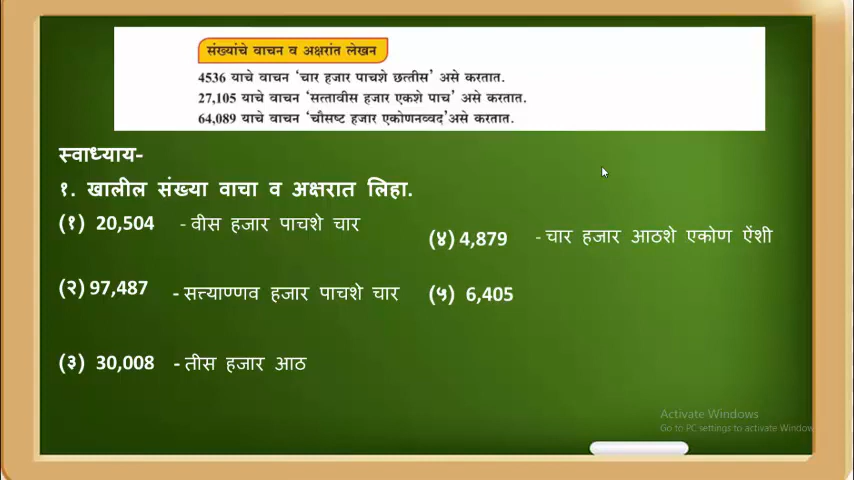 संख्यांचे वाचन व अक्षरांत लेखन
4536 याचे वाचन ‘चार हजार पाचशे छत्तीस’ असे करतात.
27,105 याचे वाचन ‘सत्तावीस हजार एकशे पाच’ असे करतात.
64,089 याचे वाचन ‘चौसष्ट हजार एकोणनव्वद’असे करतात.
स्वाध्याय-
१. खालील संख्या वाचा व अक्षरात लिहा.
(१) 20,504 - वीस हजार पाचशे चार
(२) 97,487 - सत्त्याण्णव हजार पाचशे चार
(३) 30,008 - तीस हजार आठ
(४) 4,879 - चार हजार आठशे एकोण ऐंशी
(५) 6,405
Activate Windows
Go to PC settings to activate Window